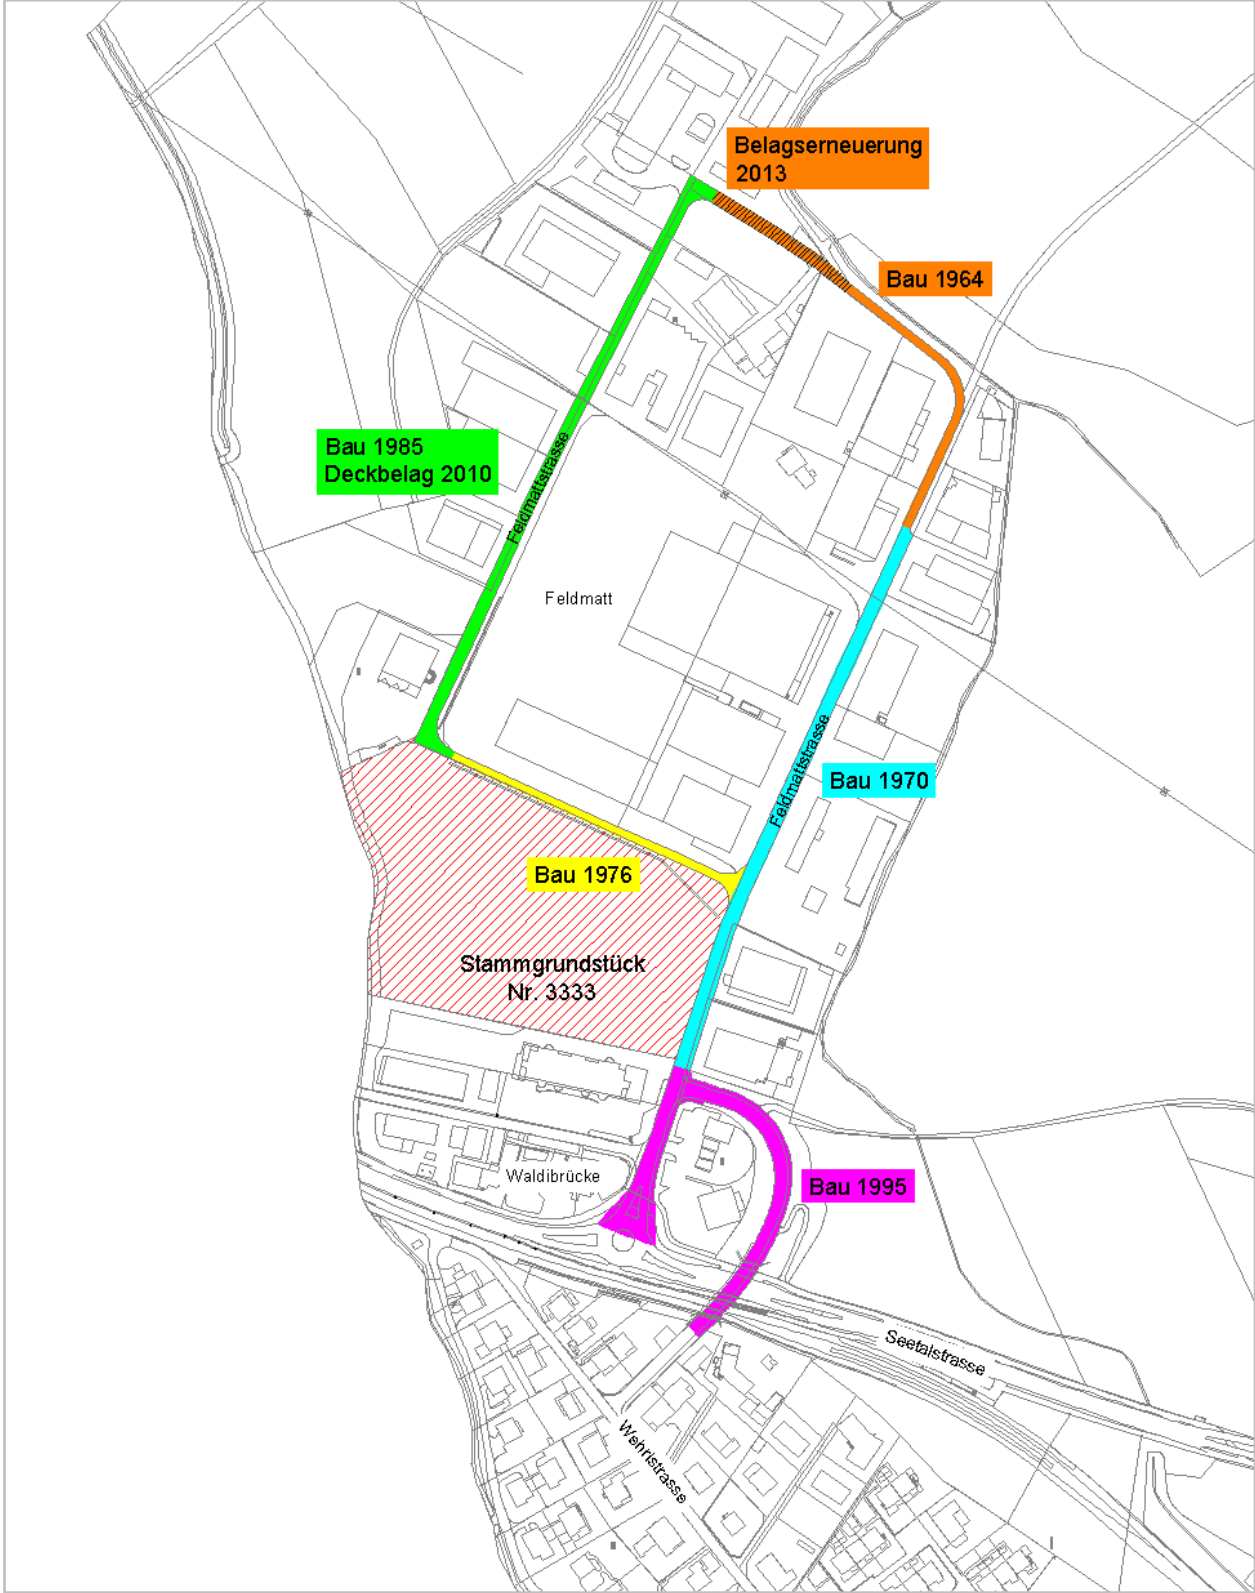 Belagserneuerung
2013
Bau 1964
Bau 1985
Deckbelag 2010
Feldmattstrasse
Feldmatt
Feldmattstrasse
Bau 1970
Bau 1976
Stammgrundstück
Nr. 3333
Waldibrücke
Bau 1995
Seetalstrasse
Wehristrasse